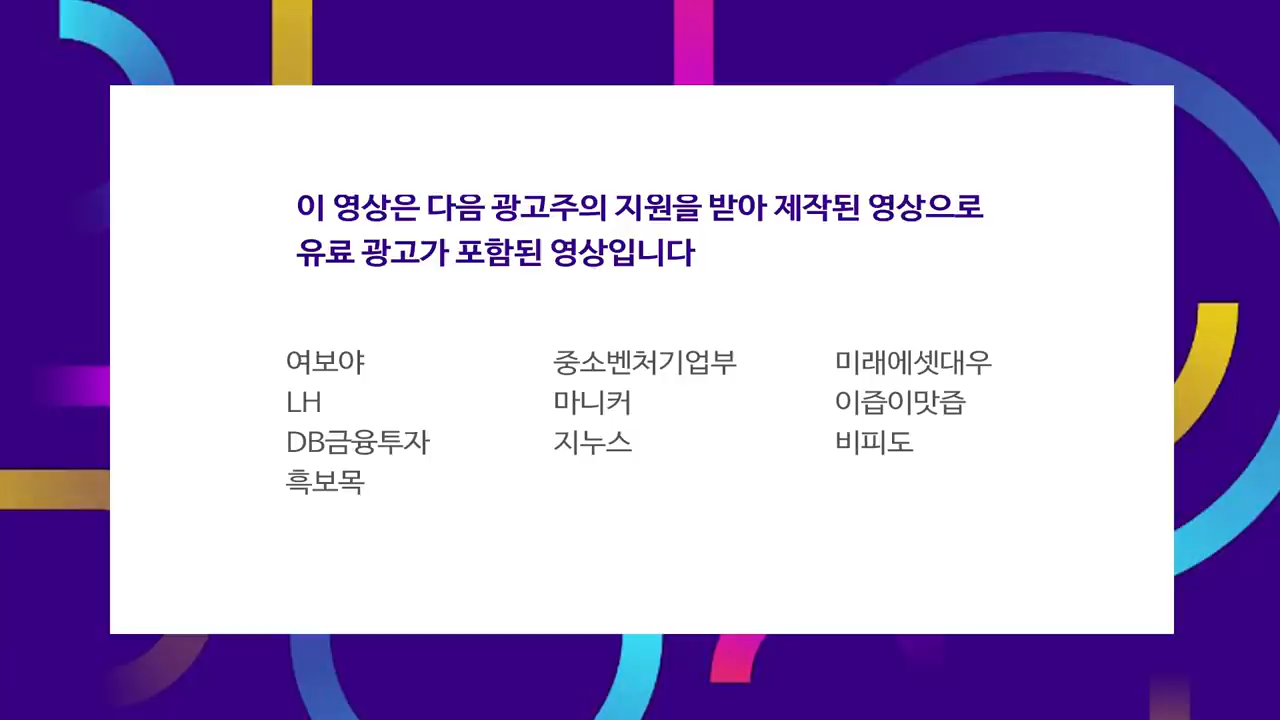 이 영상은 다음 광고주의 지원을 받아 제작된 영상으로
유료 광고가 포함된 영상입니다
여보야 중소벤처기업부 미래에셋대우
LH 마니커 이즙이맛즙
DB금융투자 지누스 비피도
흑보목